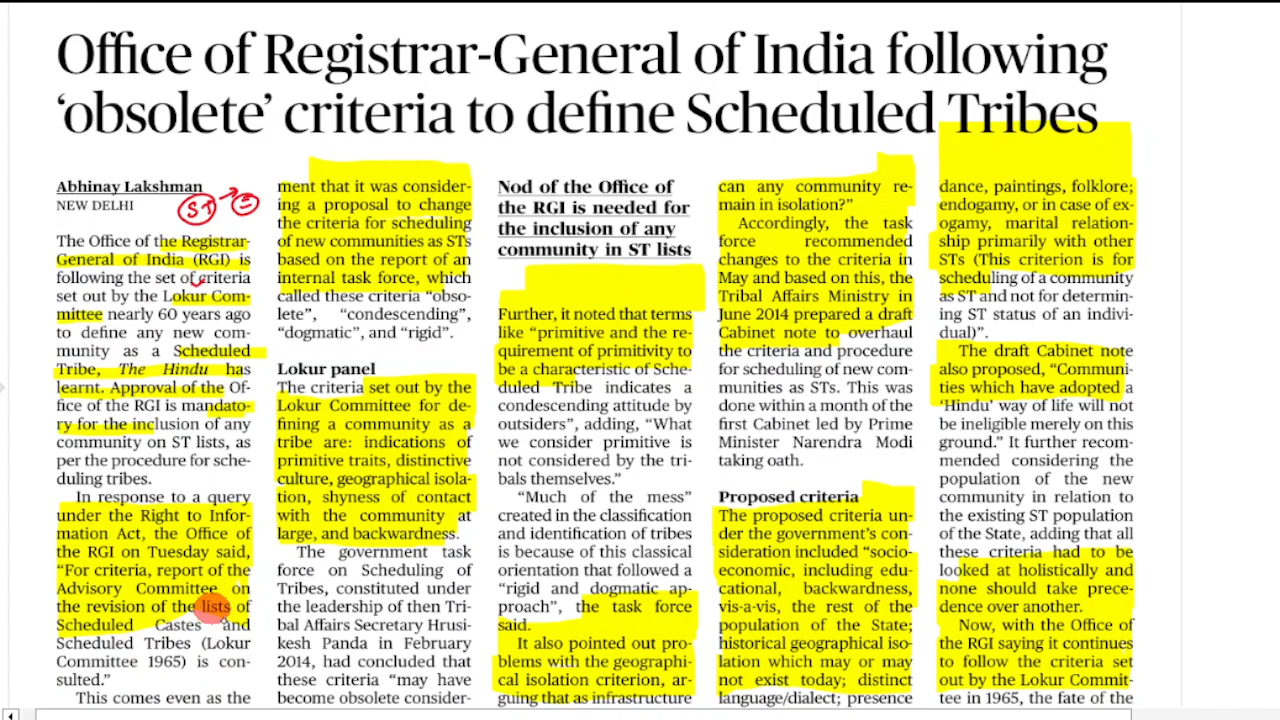 Office of Registrar-General of India following
‘obsolete’ criteria to define Scheduled Tribes
Abhinay Lakshman
NEW DELHI
ST → =
The Office of the Registrar-
General of India (RGI) is
following the set of criteria
set out by the Lokur Com-
mittee nearly 60 years ago
to define any new com-
munity as a Scheduled
Tribe, The Hindu has
learnt. Approval of the Of-
fice of the RGI is mandato-
ry for the inclusion of any
community on ST lists, as
per the procedure for sche-
duling tribes.
In response to a query
under the Right to Infor-
mation Act, the Office of
the RGI on Tuesday said,
“For criteria, report of the
Advisory Committee on
the revision of the lists of
Scheduled Castes and
Scheduled Tribes (Lokur
Committee 1965) is con-
sulted.”
This comes even as the
ment that it was consider-
ing a proposal to change
the criteria for scheduling
of new communities as STs
based on the report of an
internal task force, which
called these criteria “obso-
lete”, “condescending”,
“dogmatic”, and “rigid”.
Lokur panel
The criteria set out by the
Lokur Committee for de-
fining a community as a
tribe are: indications of
primitive traits, distinctive
culture, geographical isola-
tion, shyness of contact
with the community at
large, and backwardness.
The government task
force on Scheduling of
Tribes, constituted under
the leadership of then Tri-
bal Affairs Secretary Hrusi-
kesh Panda in February
2014, had concluded that
these criteria “may have
become obsolete consider-
Nod of the Office of
the RGI is needed for
the inclusion of any
community in ST lists
Further, it noted that terms
like “primitive and the re-
quirement of primitivity to
be a characteristic of Sche-
duled Tribe indicates a
condescending attitude by
outsiders”, adding, “What
we consider primitive is
not considered by the tri-
bals themselves.”
“Much of the mess”
created in the classification
and identification of tribes
is because of this classical
orientation that followed a
“rigid and dogmatic ap-
proach”, the task force
said.
It also pointed out pro-
blems with the geographi-
cal isolation criterion, ar-
guing that as infrastructure
can any community re-
main in isolation?”
Accordingly, the task
force recommended
changes to the criteria in
May and based on this, the
Tribal Affairs Ministry in
June 2014 prepared a draft
Cabinet note to overhaul
the criteria and procedure
for scheduling of new com-
munities as STs. This was
done within a month of the
first Cabinet led by Prime
Minister Narendra Modi
taking oath.
Proposed criteria
The proposed criteria un-
der the government’s con-
sideration included “socio-
economic, including edu-
cational, backwardness,
vis-a-vis, the rest of the
population of the State;
historical geographical iso-
lation which may or may
not exist today; distinct
language/dialect; presence
dance, paintings, folklore;
endogamy, or in case of ex-
ogamy, marital relation-
ship primarily with other
STs (This criterion is for
scheduling of a community
as ST and not for determin-
ing ST status of an indivi-
dual)”.
The draft Cabinet note
also proposed, “Communi-
ties which have adopted a
‘Hindu’ way of life will not
be ineligible merely on this
ground.” It further recom-
mended considering the
population of the new
community in relation to
the existing ST population
of the State, adding that all
these criteria had to be
looked at holistically and
none should take prece-
dence over another.
Now, with the Office of
the RGI saying it continues
to follow the criteria set
out by the Lokur Commit-
tee in 1965, the fate of the